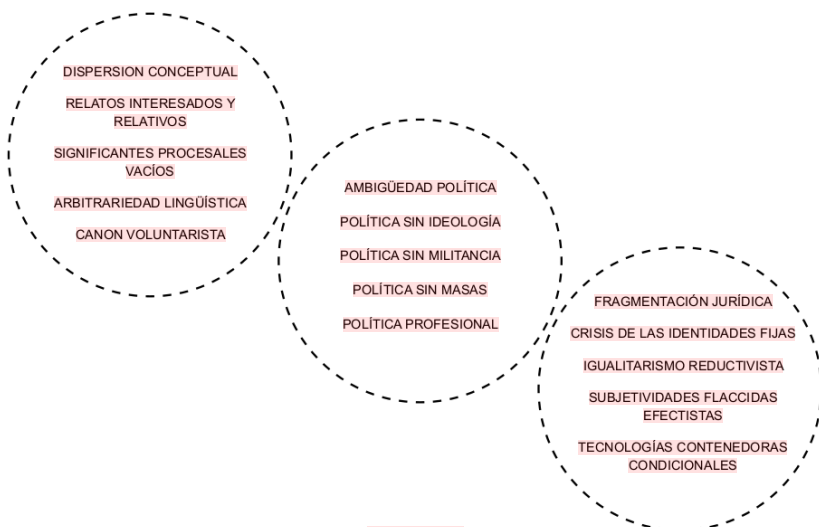 DISPERSION CONCEPTUAL
RELATOS INTERESADOS Y
RELATIVOS
SIGNIFICANTES PROCESALES
VACÍOS
ARBITRARIEDAD LINGÜÍSTICA
CANON VOLUNTARISTA
AMBIGÜEDAD POLÍTICA
POLÍTICA SIN IDEOLOGÍA
POLÍTICA SIN MILITANCIA
POLÍTICA SIN MASAS
POLÍTICA PROFESIONAL
FRAGMENTACIÓN JURÍDICA
CRISIS DE LAS IDENTIDADES FIJAS
IGUALITARISMO REDUCTIVISTA
SUBJETIVIDADES FLACCIDAS
EFECTISTAS
TECNOLOGÍAS CONTENEDORAS
CONDICIONALES